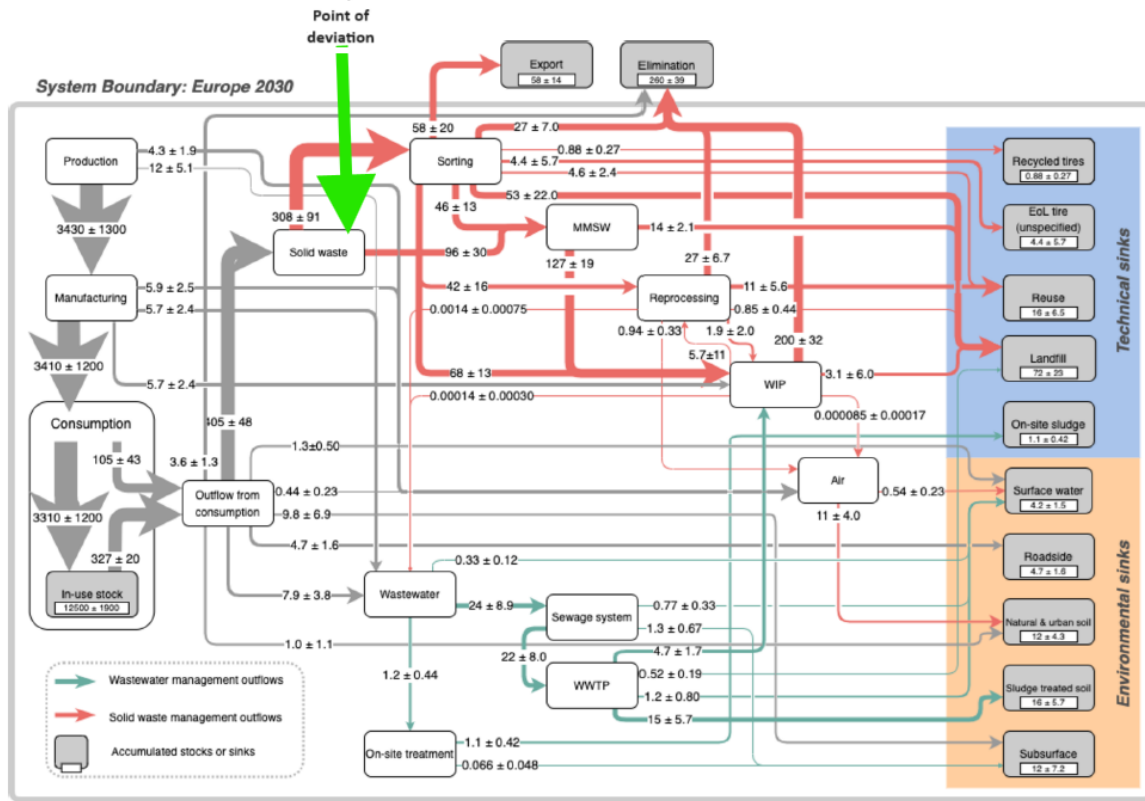 Point of
deviation
System Boundary: Europe 2030
Export
58 ± 14
Elimination
260 ± 39
Production
4.3 ± 1.9
12 ± 5.1
58 ± 20
27 ± 7.0
Sorting
0.88 ± 0.27
4.4 ± 5.7
4.6 ± 2.4
53 ± 22.0
Recycled tires
0.88 ± 0.27
Technical sinks
3430 ± 1300
308 ± 91
46 ± 13
MMSW
14 ± 2.1
EoL tire
(unspecified)
4.4 ± 5.7
Solid waste
96 ± 30
127 ± 19
27 ± 6.7
Manufacturing
5.9 ± 2.5
5.7 ± 2.4
42 ± 16
Reprocessing
11 ± 5.6
0.85 ± 0.44
Reuse
16 ± 6.5
0.0014 ± 0.00075
0.94 ± 0.33
1.9 ± 2.0
200 ± 32
3410 ± 1200
5.7±11
Landfill
72 ± 23
5.7 ± 2.4
68 ± 13
WIP
3.1 ± 6.0
0.00014 ± 0.00030
0.000085 ± 0.00017
Consumption
405 ± 48
On-site sludge
1.1 ± 0.42
105 ± 43
3.6 ± 1.3
1.3±0.50
Outflow from
consumption
0.44 ± 0.23
9.8 ± 6.9
Air
0.54 ± 0.23
Surface water
4.2 ± 1.5
Environmental sinks
3310 ± 1200
11 ± 4.0
327 ± 20
4.7 ± 1.6
Roadside
4.7 ± 1.6
In-use stock
12500 ± 1900
0.33 ± 0.12
7.9 ± 3.8
Wastewater
24 ± 8.9
Sewage system
0.77 ± 0.33
1.3 ± 0.67
Natural & urban soil
12 ± 4.3
1.0 ± 1.1
22 ± 8.0
4.7 ± 1.7
WWTP
0.52 ± 0.19
1.2 ± 0.80
15 ± 5.7
Sludge treated soil
16 ± 5.7
1.2 ± 0.44
Wastewater management outflows
Solid waste management outflows
Accumulated stocks or sinks
On-site treatment
1.1 ± 0.42
0.066 ± 0.048
Subsurface
12 ± 7.2